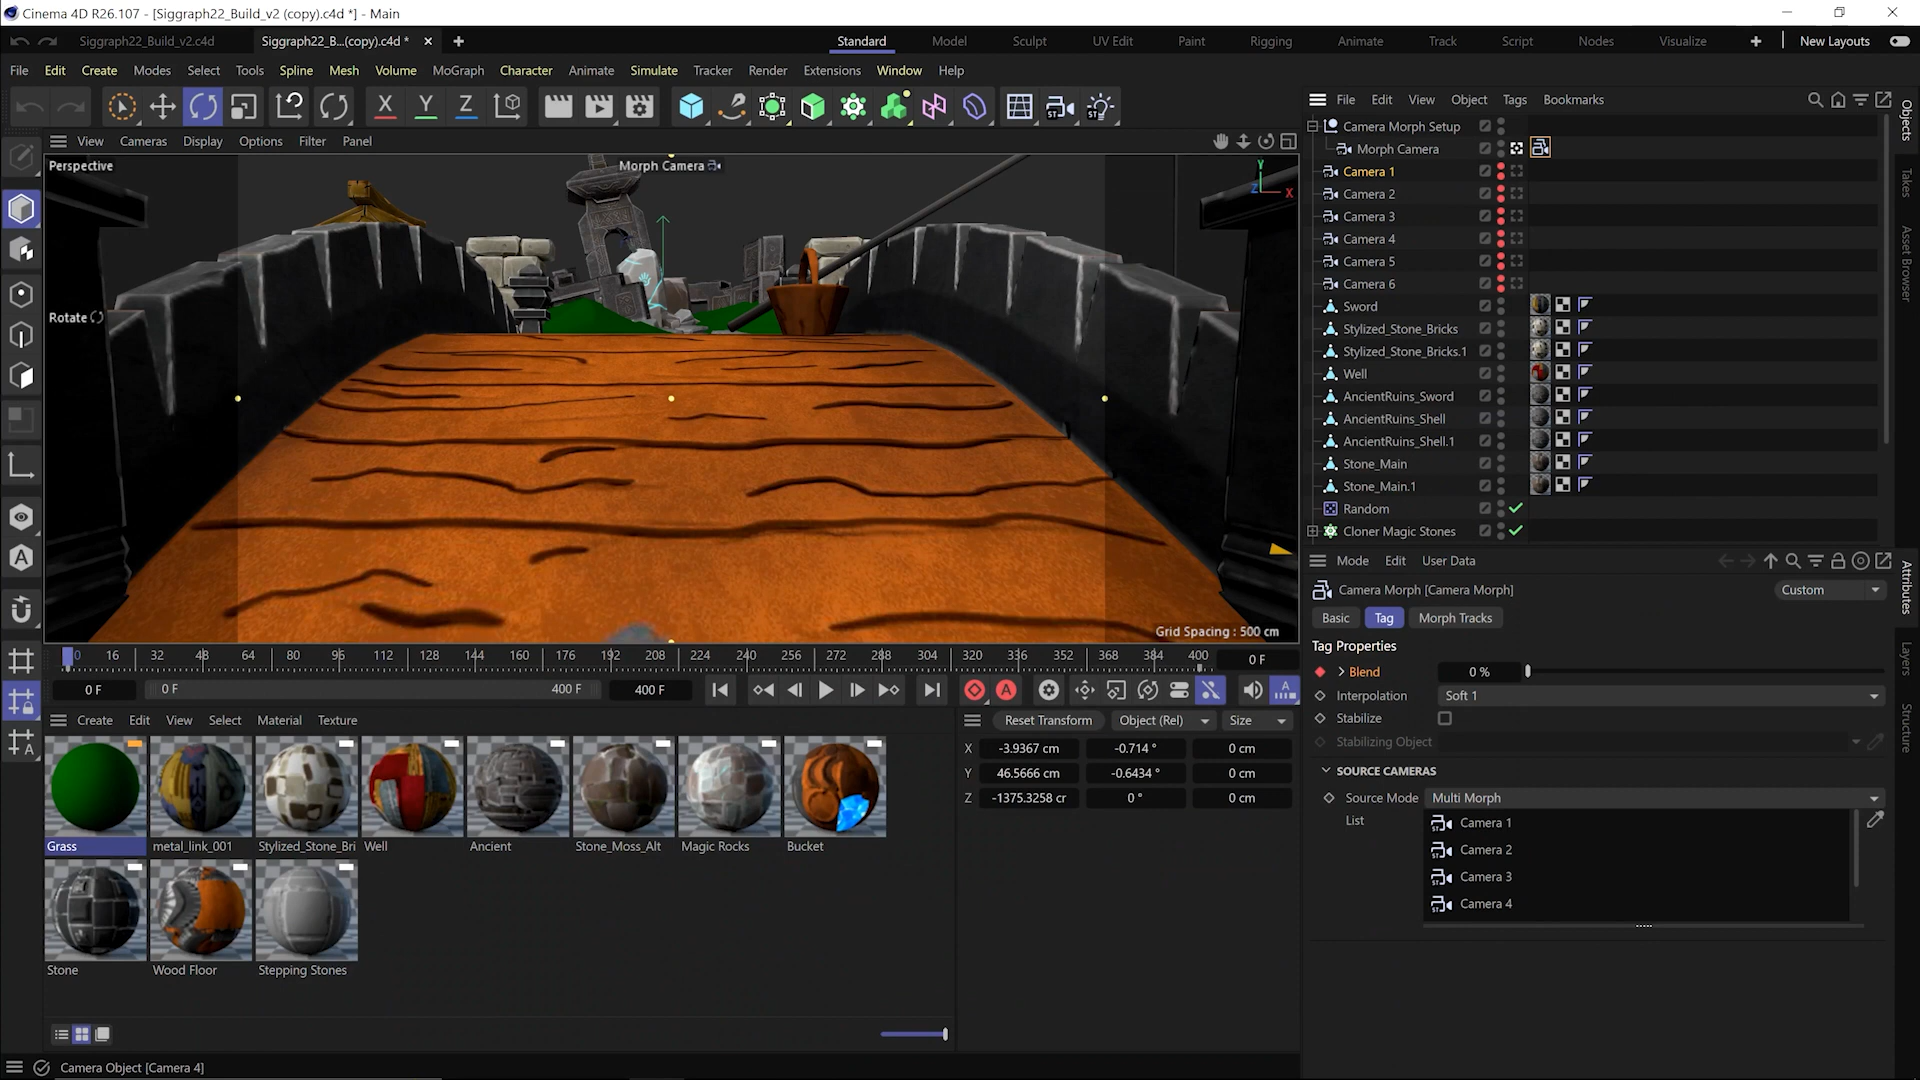 Cinema 4D R26.107 - [Siggraph22_Build_v2 (copy).c4d *] - Main
Siggraph22_Build_v2.c4d
Siggraph22_B...(copy).c4d *
Standard Model Sculpt UV Edit Paint Rigging Animate Track Script Nodes Visualize New Layouts
File Edit Create Modes Select Tools Spline Mesh Volume MoGraph Character Animate Simulate Tracker Render Extensions Window Help
X Y Z
View Cameras Display Options Filter Panel
Perspective
Morph Camera
Y
Z
X
Rotate
Grid Spacing : 500 cm
0 16 32 48 64 80 96 112 128 144 160 176 192 208 224 240 256 272 288 304 320 336 352 368 384 400
0 F
0 F
0 F
400 F
400 F
Create Edit View Select Material Texture
Grass
metal_link_001
Stylized_Stone_Bri
Well
Ancient
Stone_Moss_Alt
Magic Rocks
Bucket
Stone
Wood Floor
Stepping Stones
Reset Transform Object (Rel) Size
X -3.9367 cm -0.714 ° 0 cm
Y 46.5666 cm -0.6434 ° 0 cm
Z -1375.3258 cr 0 ° 0 cm
Camera Object [Camera 4]
File Edit View Object Tags Bookmarks
Camera Morph Setup
Morph Camera
Camera 1
Camera 2
Camera 3
Camera 4
Camera 5
Camera 6
Sword
Stylized_Stone_Bricks
Stylized_Stone_Bricks.1
Well
AncientRuins_Sword
AncientRuins_Shell
AncientRuins_Shell.1
Stone_Main
Stone_Main.1
Random
Cloner Magic Stones
Objects
Takes
Asset Browser
Mode Edit User Data
Camera Morph [Camera Morph]
Custom
Basic Tag Morph Tracks
Tag Properties
Blend 0 %
Interpolation Soft 1
Stabilize
Stabilizing Object
SOURCE CAMERAS
Source Mode Multi Morph
List
Camera 1
Camera 2
Camera 3
Camera 4
Attributes
Layers
Structure